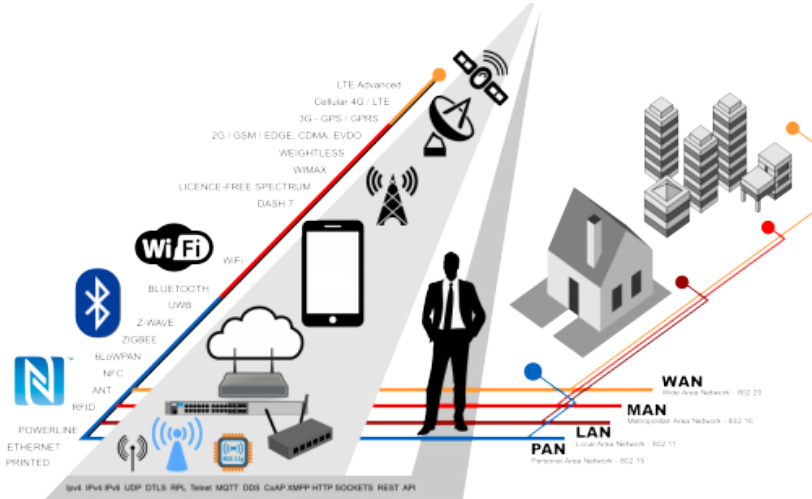 LTE Advanced
Cellular 4G / LTE
3G - GPS / GPRS
2G / GSM / EDGE, CDMA, EVDO
WEIGHTLESS
WIMAX
LICENCE-FREE SPECTRUM
DASH 7
WiFi
WiFi
BLUETOOTH
UWB
Z-WAVE
ZIGBEE
6LoWPAN
NFC
ANT
RFID
POWERLINE
ETHERNET
PRINTED
WAN
Wide Area Network - 802.20
MAN
Metropolitan Area Network - 802.16
LAN
Local Area Network - 802.11
PAN
Personal Area Network - 802.15
802.11p
Ipv4 IPv4 IPv6 UDP DTLS RPL Telnet MQTT DDS CoAP XMPP HTTP SOCKETS REST API